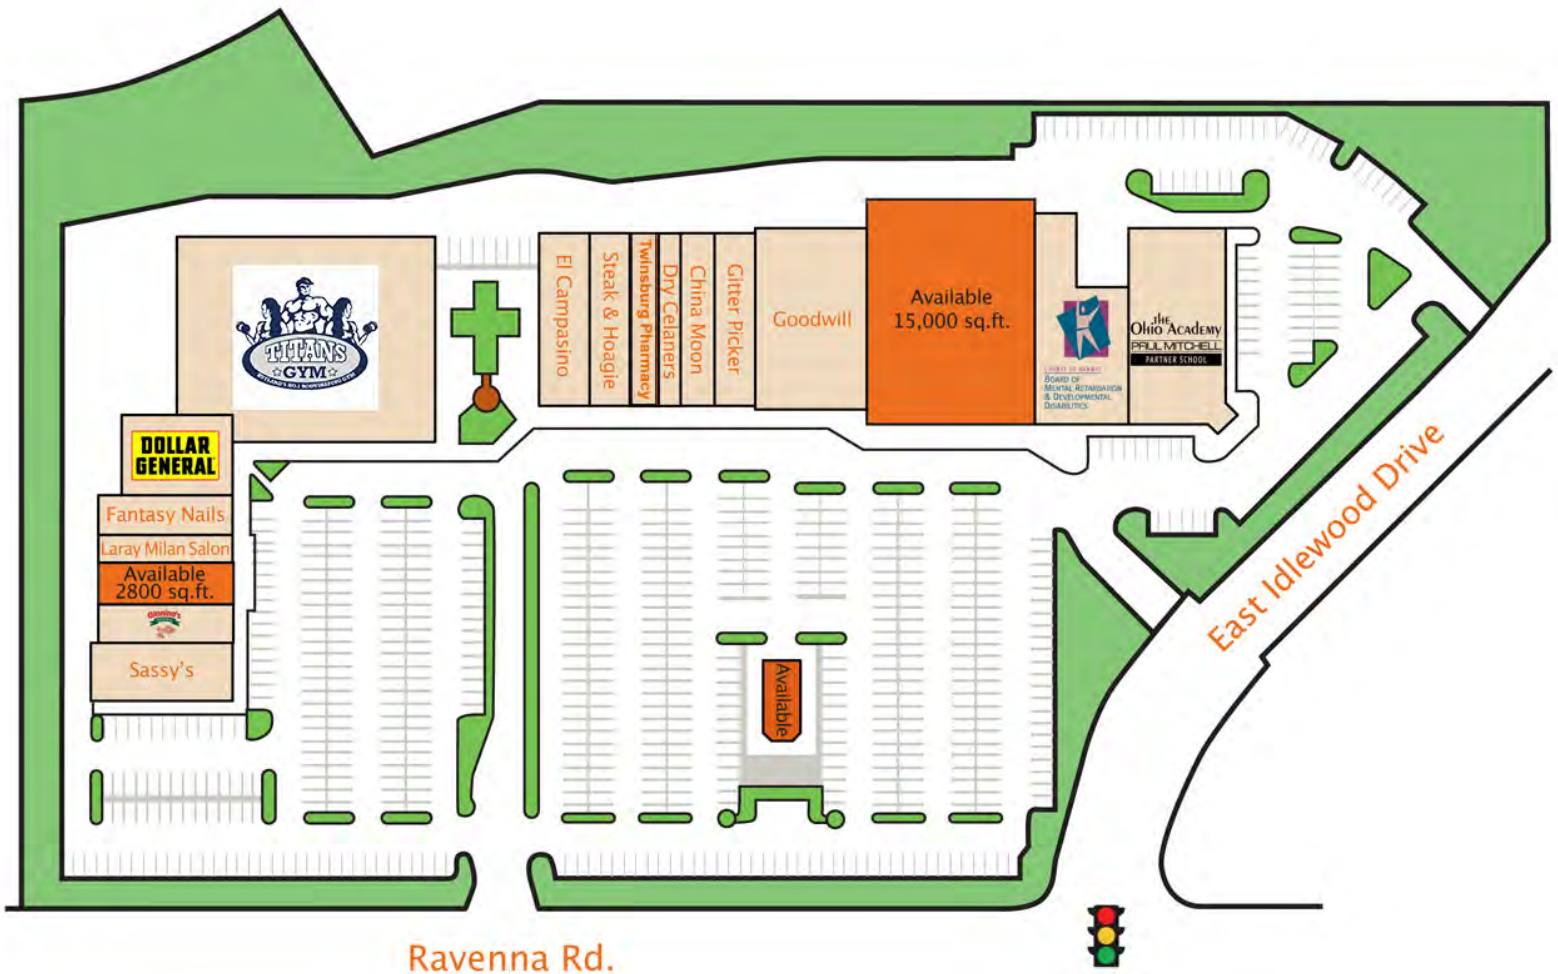 TITANS
GYM
El Campasino
Steak & Hoagie
Twinsburg Pharmacy
Dry Celaners
China Moon
Gitter Picker
Goodwill
Available
15,000 sq.ft.
BOARD OF
MENTAL RETARDATION
& DEVELOPMENTAL
DISABILITIES
the
Ohio Academy
PAUL MITCHELL
PARTNER SCHOOL
DOLLAR
GENERAL
Fantasy Nails
Laray Milan Salon
Available
2800 sq.ft.
Sassy's
Available
East Idlewood Drive
Ravenna Rd.